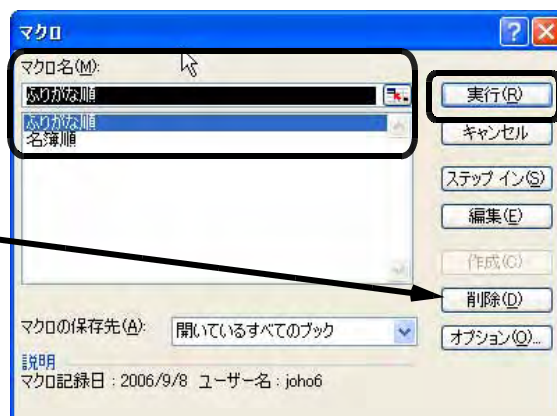 マクロ
マクロ名(M):
ふりがな順
ふりがな順
名簿順
実行(R)
キャンセル
ステップ イン(S)
編集(E)
作成(C)
削除(D)
オプション(O)...
マクロの保存先(A):
開いているすべてのブック
説明
マクロ記録日 : 2006/9/8 ユーザー名 : joho6